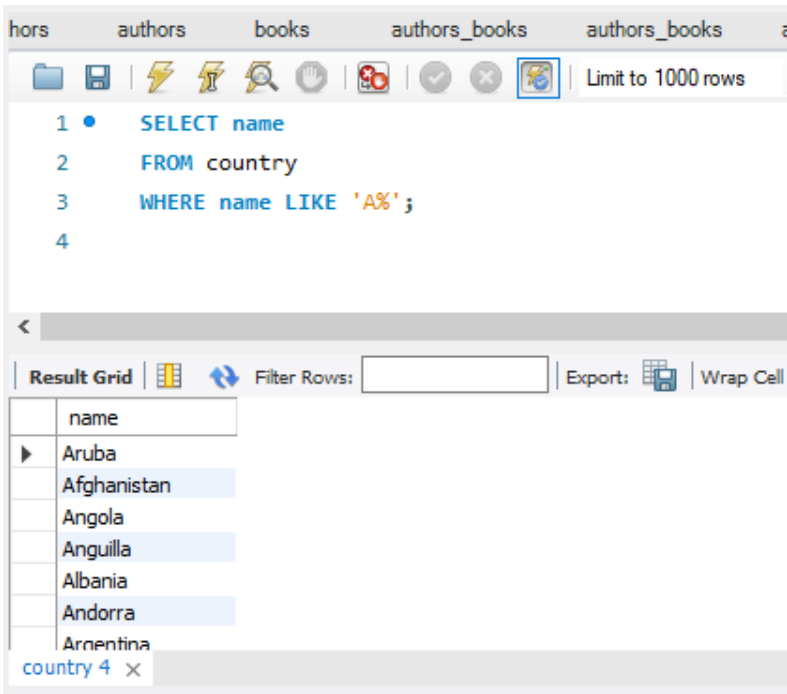 hors authors books authors_books authors_books
Limit to 1000 rows
1 SELECT name
2 FROM country
3 WHERE name LIKE 'A%';
4
Result Grid Filter Rows: Export: Wrap Cell
name
Aruba
Afghanistan
Angola
Anguilla
Albania
Andorra
Argentina
country 4